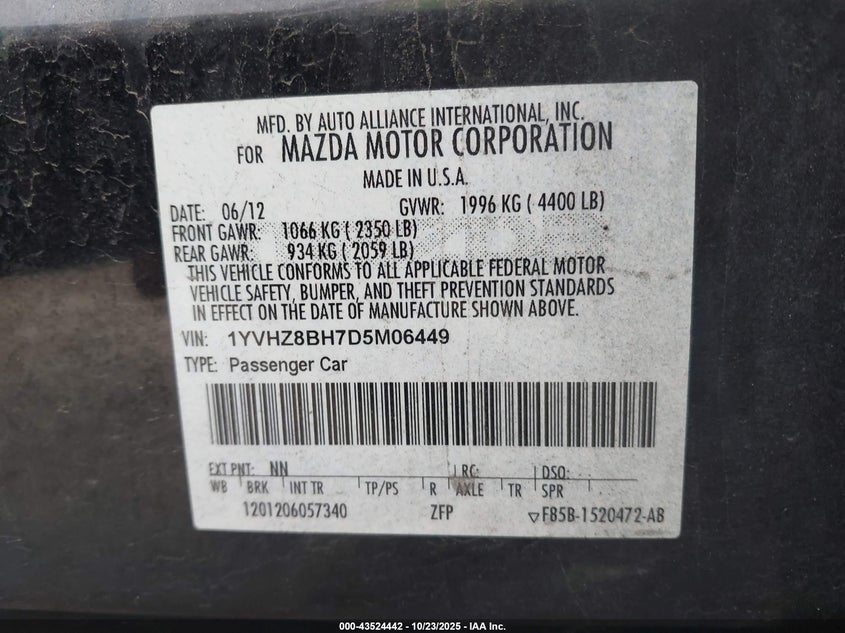 MFD. BY AUTO ALLIANCE INTERNATIONAL, INC.
FOR MAZDA MOTOR CORPORATION
MADE IN U.S.A.
DATE: 06/12 GVWR: 1996 KG ( 4400 LB)
FRONT GAWR: 1066 KG ( 2350 LB)
REAR GAWR: 934 KG ( 2059 LB)
THIS VEHICLE CONFORMS TO ALL APPLICABLE FEDERAL MOTOR
VEHICLE SAFETY, BUMPER, AND THEFT PREVENTION STANDARDS
IN EFFECT ON THE DATE OF MANUFACTURE SHOWN ABOVE.
VIN: 1YVHZ8BH7D5M06449
TYPE: Passenger Car
EXT PNT: NN RC: DSO:
WB BRK INT TR TP/PS R AXLE TR SPR
1201206057340 ZFP ▽FB5B-1520472-AB
000-43524442 - 10/23/2025 - IAA Inc.